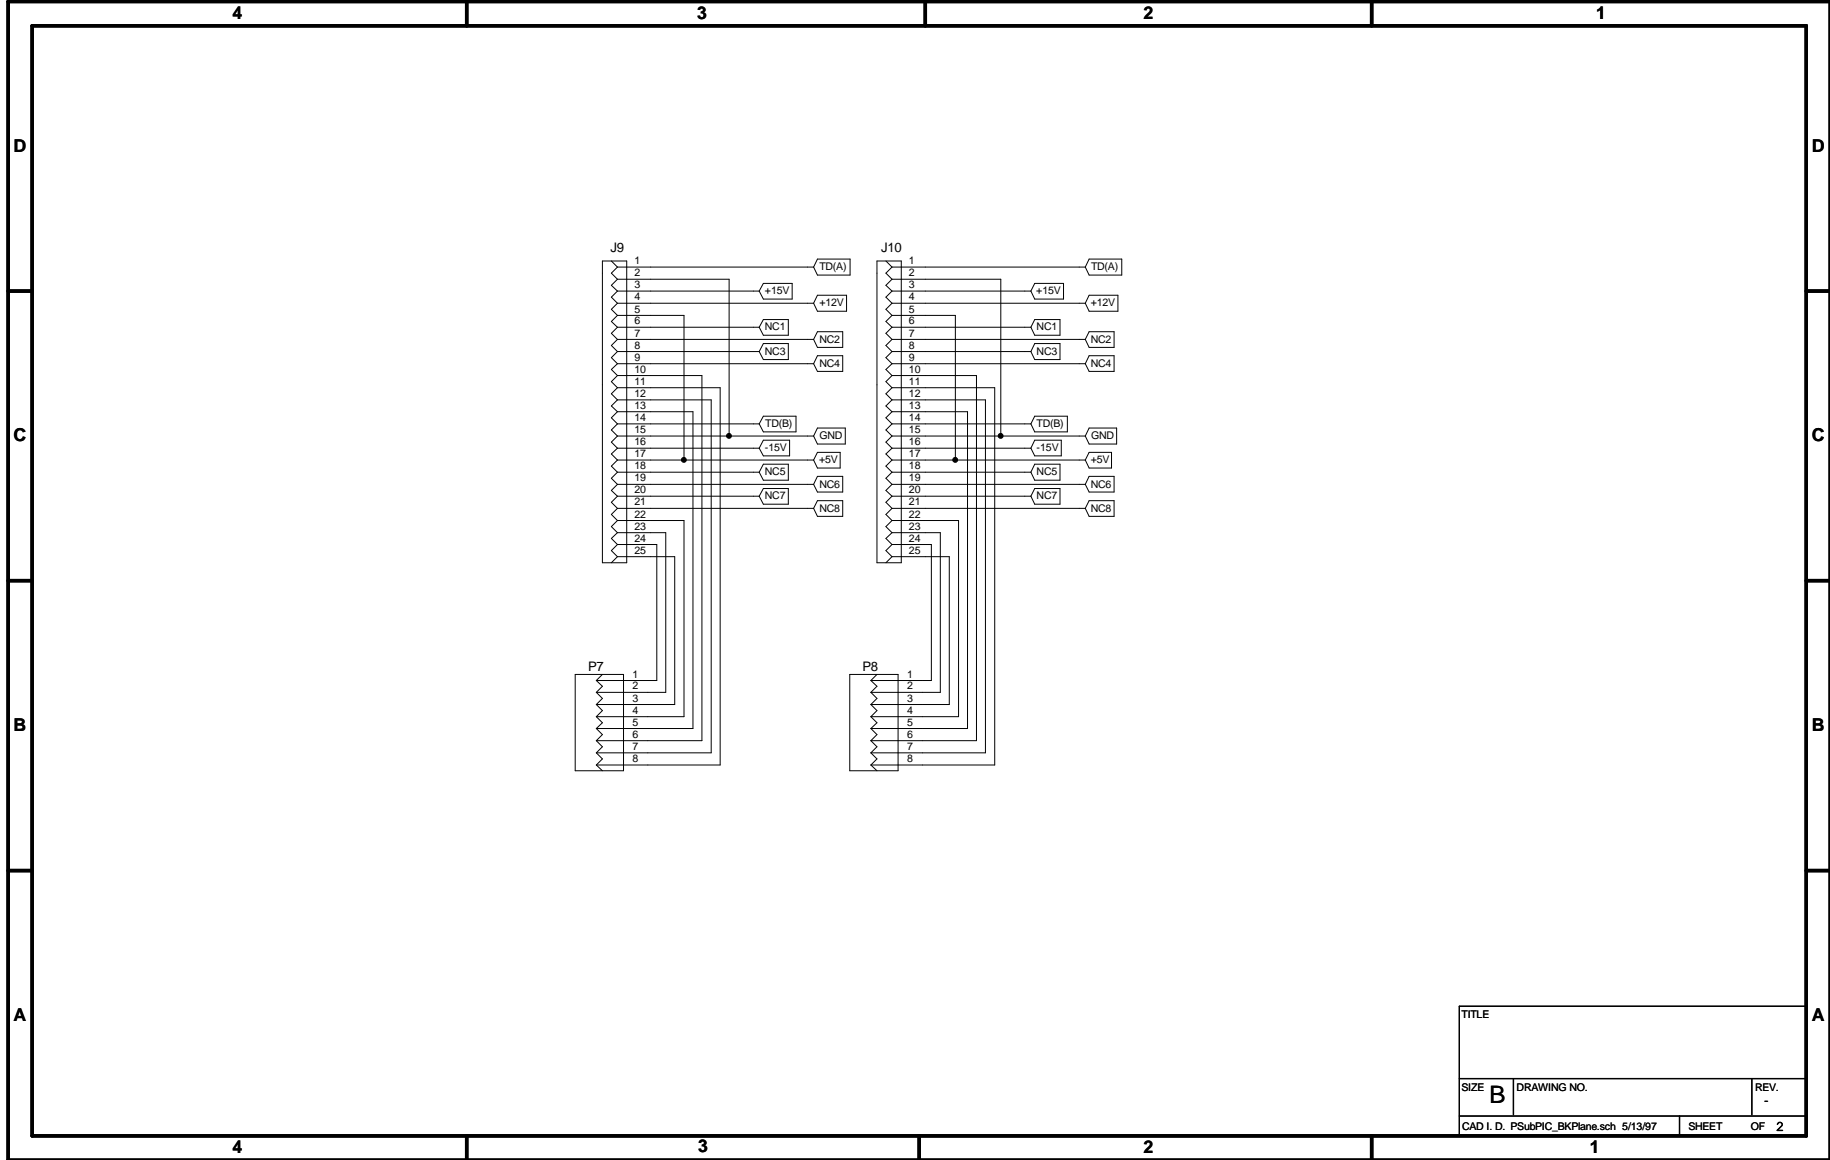 4 3 2 1
D D
J9 J10
1 TD(A) 1 TD(A)
2 2
3 +15V 3 +15V
4 +12V 4 +12V
5 5
6 NC1 6 NC1
7 NC2 7 NC2
8 NC3 8 NC3
9 NC4 9 NC4
10 10
11 11
12 12
13 13
14 TD(B) 14 TD(B)
C 15 GND 15 GND C
16 -15V 16 -15V
17 +5V 17 +5V
18 NC5 18 NC5
19 NC6 19 NC6
20 NC7 20 NC7
21 NC8 21 NC8
22 22
23 23
24 24
25 25
P7 P8
1 1
2 2
3 3
4 4
B 5 5 B
6 6
7 7
8 8
A A
TITLE
SIZE B DRAWING NO. REV. -
CAD I. D. PSubPIC_BKPlane.sch 5/13/97 SHEET OF 2
4 3 2 1